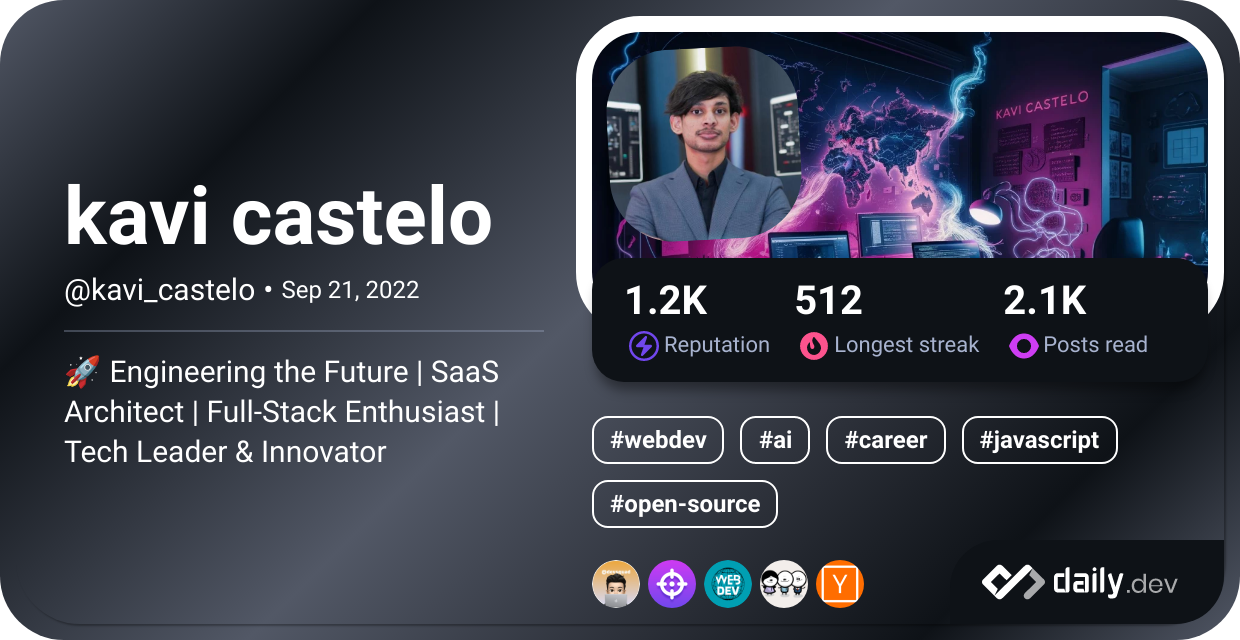 kavi castelo
@kavi_castelo • Sep 21, 2022
🚀 Engineering the Future | SaaS
Architect | Full-Stack Enthusiast |
Tech Leader & Innovator
KAVI CASTELO
1.2K 512 2.1K
Reputation Longest streak Posts read
#webdev #ai #career #javascript
#open-source
WEB
DEV
Y
daily.dev